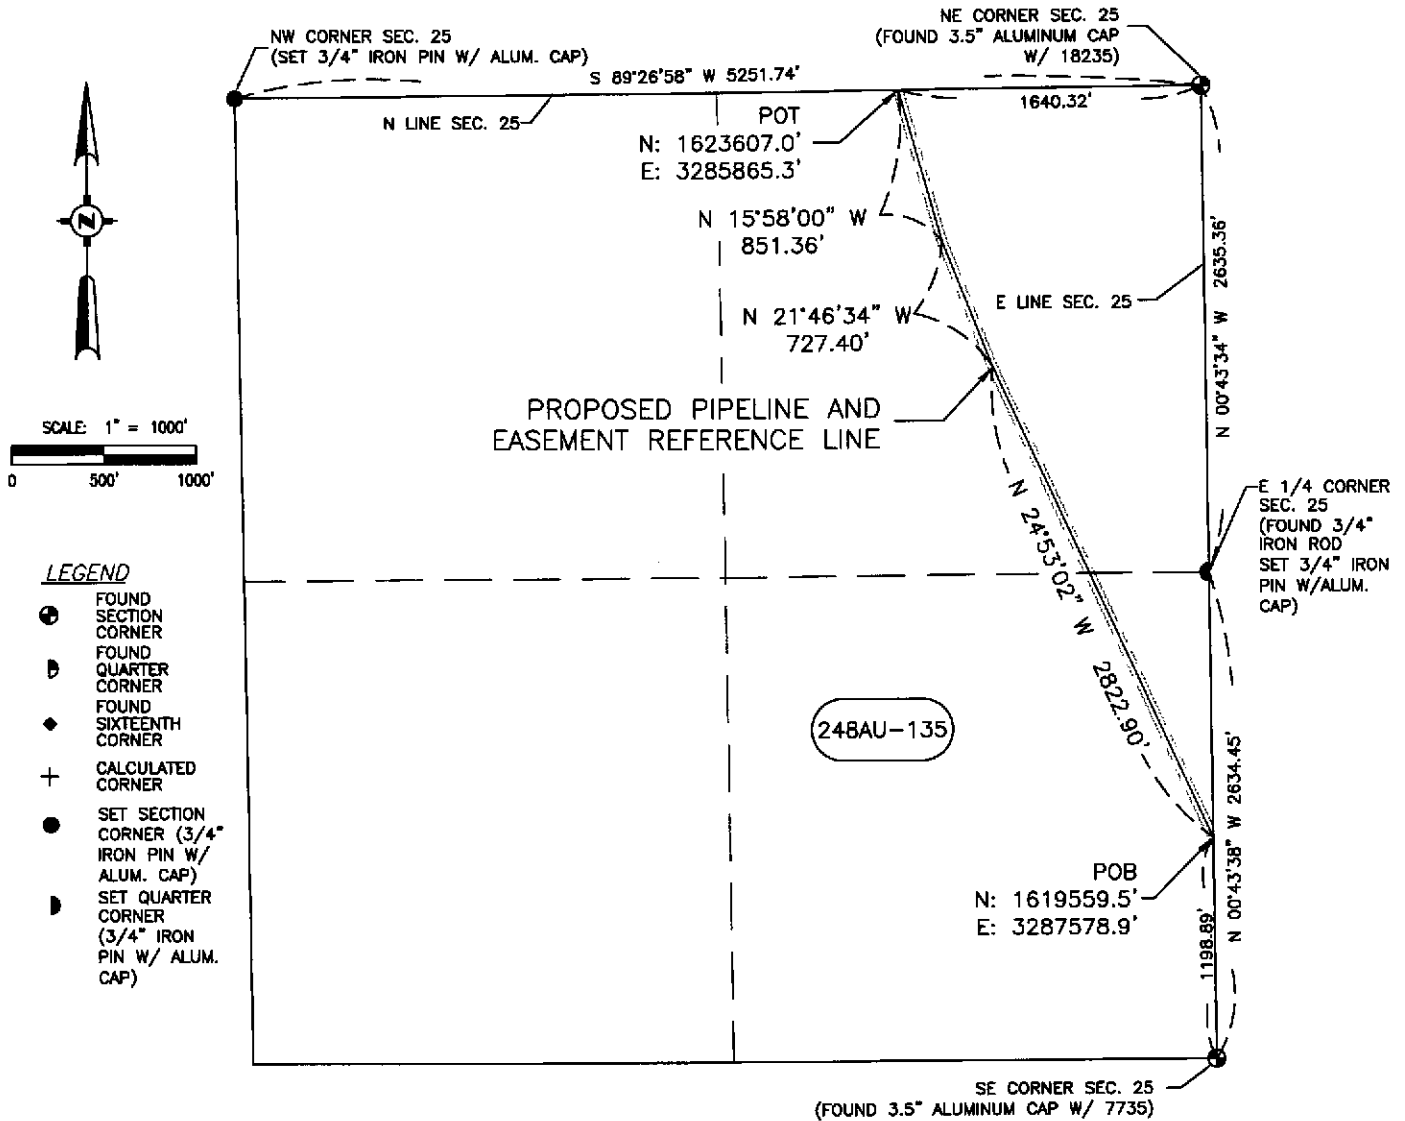 NW CORNER SEC. 25
(SET 3/4" IRON PIN W/ ALUM. CAP)
NE CORNER SEC. 25
(FOUND 3.5" ALUMINUM CAP
W/ 18235)
S 89°26'58" W 5251.74'
1640.32'
N LINE SEC. 25
POT
N: 1623607.0'
E: 3285865.3'
N 15°58'00" W
851.36'
N 21°46'34" W
727.40'
E LINE SEC. 25
N 00°43'34" W 2635.36'
Z
PROPOSED PIPELINE AND
EASEMENT REFERENCE LINE
SCALE: 1" = 1000'
0 500' 1000'
E 1/4 CORNER
SEC. 25
(FOUND 3/4"
IRON ROD
SET 3/4" IRON
PIN W/ALUM.
CAP)
N 24°53'02" W 2822.90'
LEGEND
FOUND
SECTION
CORNER
FOUND
QUARTER
CORNER
FOUND
SIXTEENTH
CORNER
CALCULATED
CORNER
SET SECTION
CORNER (3/4"
IRON PIN W/
ALUM. CAP)
SET QUARTER
CORNER
(3/4" IRON
PIN W/ ALUM.
CAP)
248AU-135
N 00°43'38" W 2634.45'
POB
N: 1619559.5'
E: 3287578.9'
1198.89'
SE CORNER SEC. 25
(FOUND 3.5" ALUMINUM CAP W/ 7735)